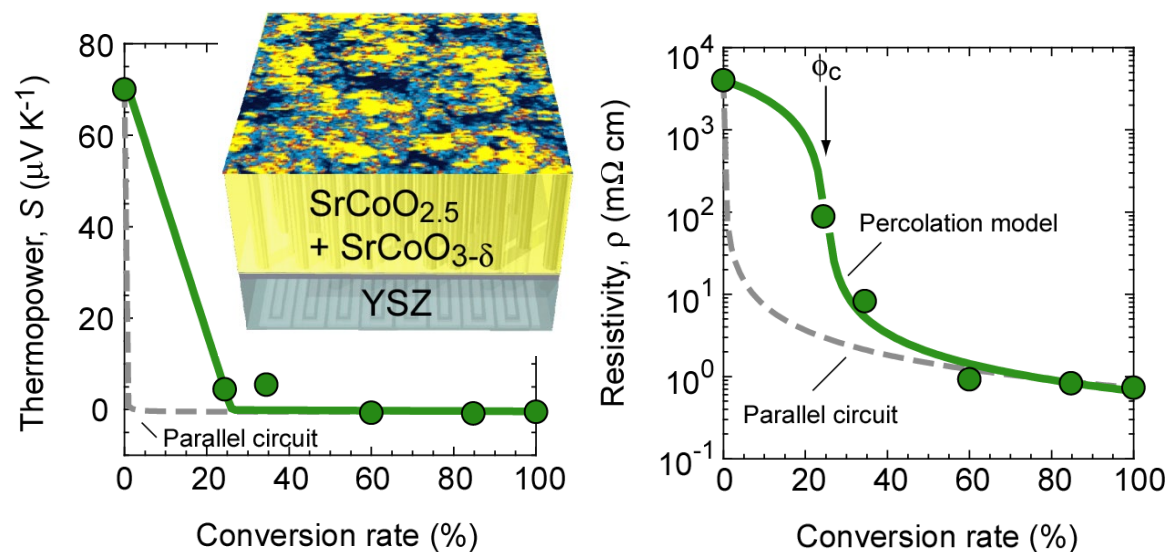 80
60
40
20
0
Thermopower, S (μV K⁻¹)
SrCoO₂.₅
+ SrCoO₃₋δ
YSZ
Parallel circuit
0 20 40 60 80 100
Conversion rate (%)
10⁴
10³
10²
10¹
10⁰
10⁻¹
Resistivity, ρ (mΩ cm)
ϕC
Percolation model
Parallel circuit
0 20 40 60 80 100
Conversion rate (%)